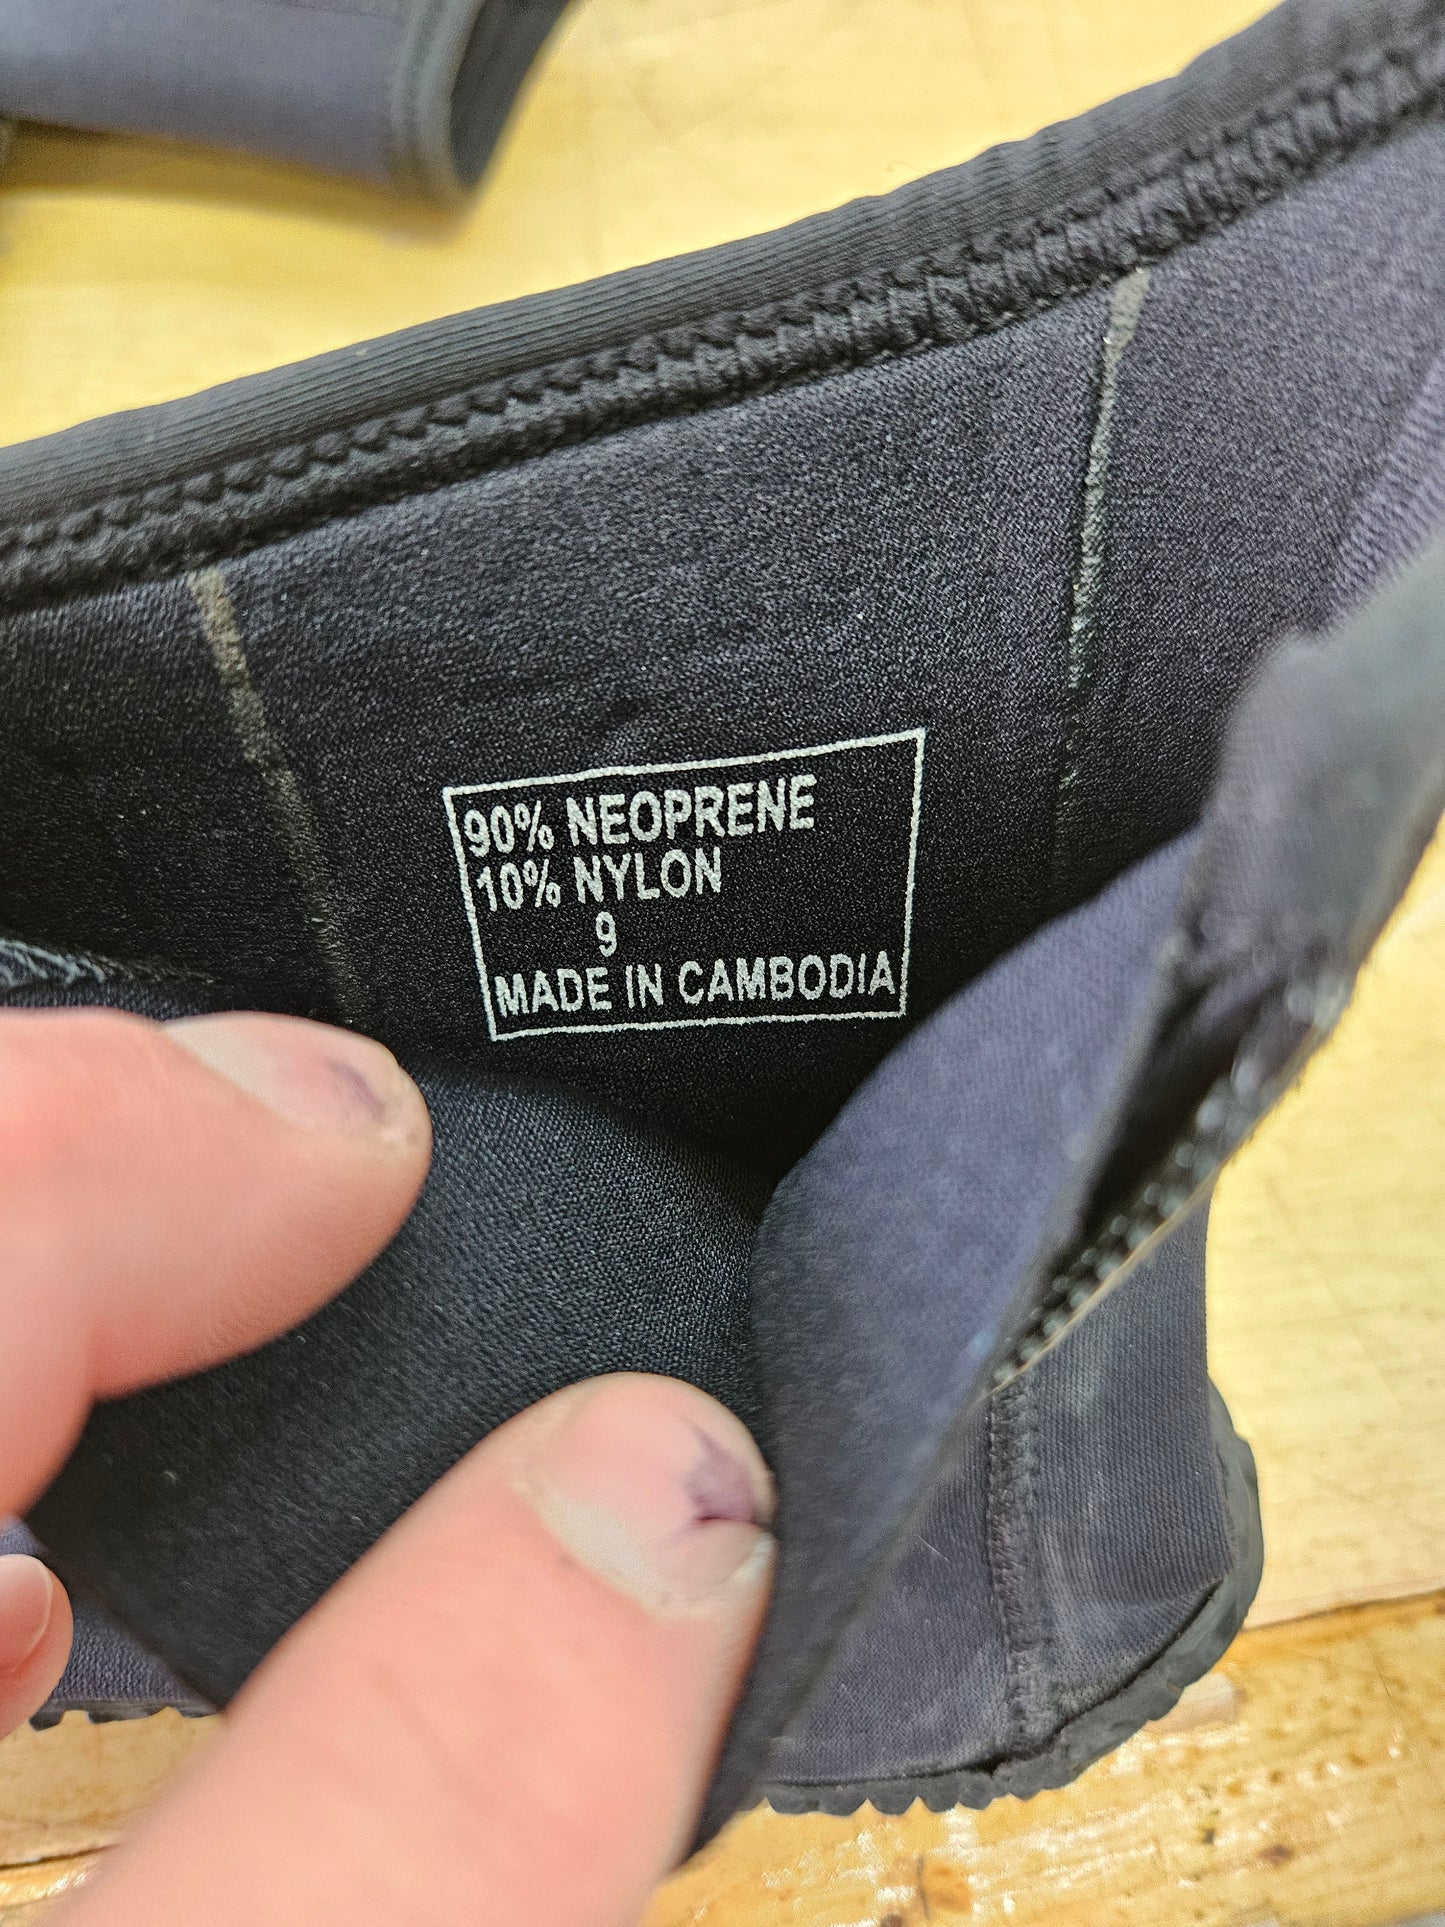 90% NEOPRENE
10% NYLON
9
MADE IN CAMBODIA